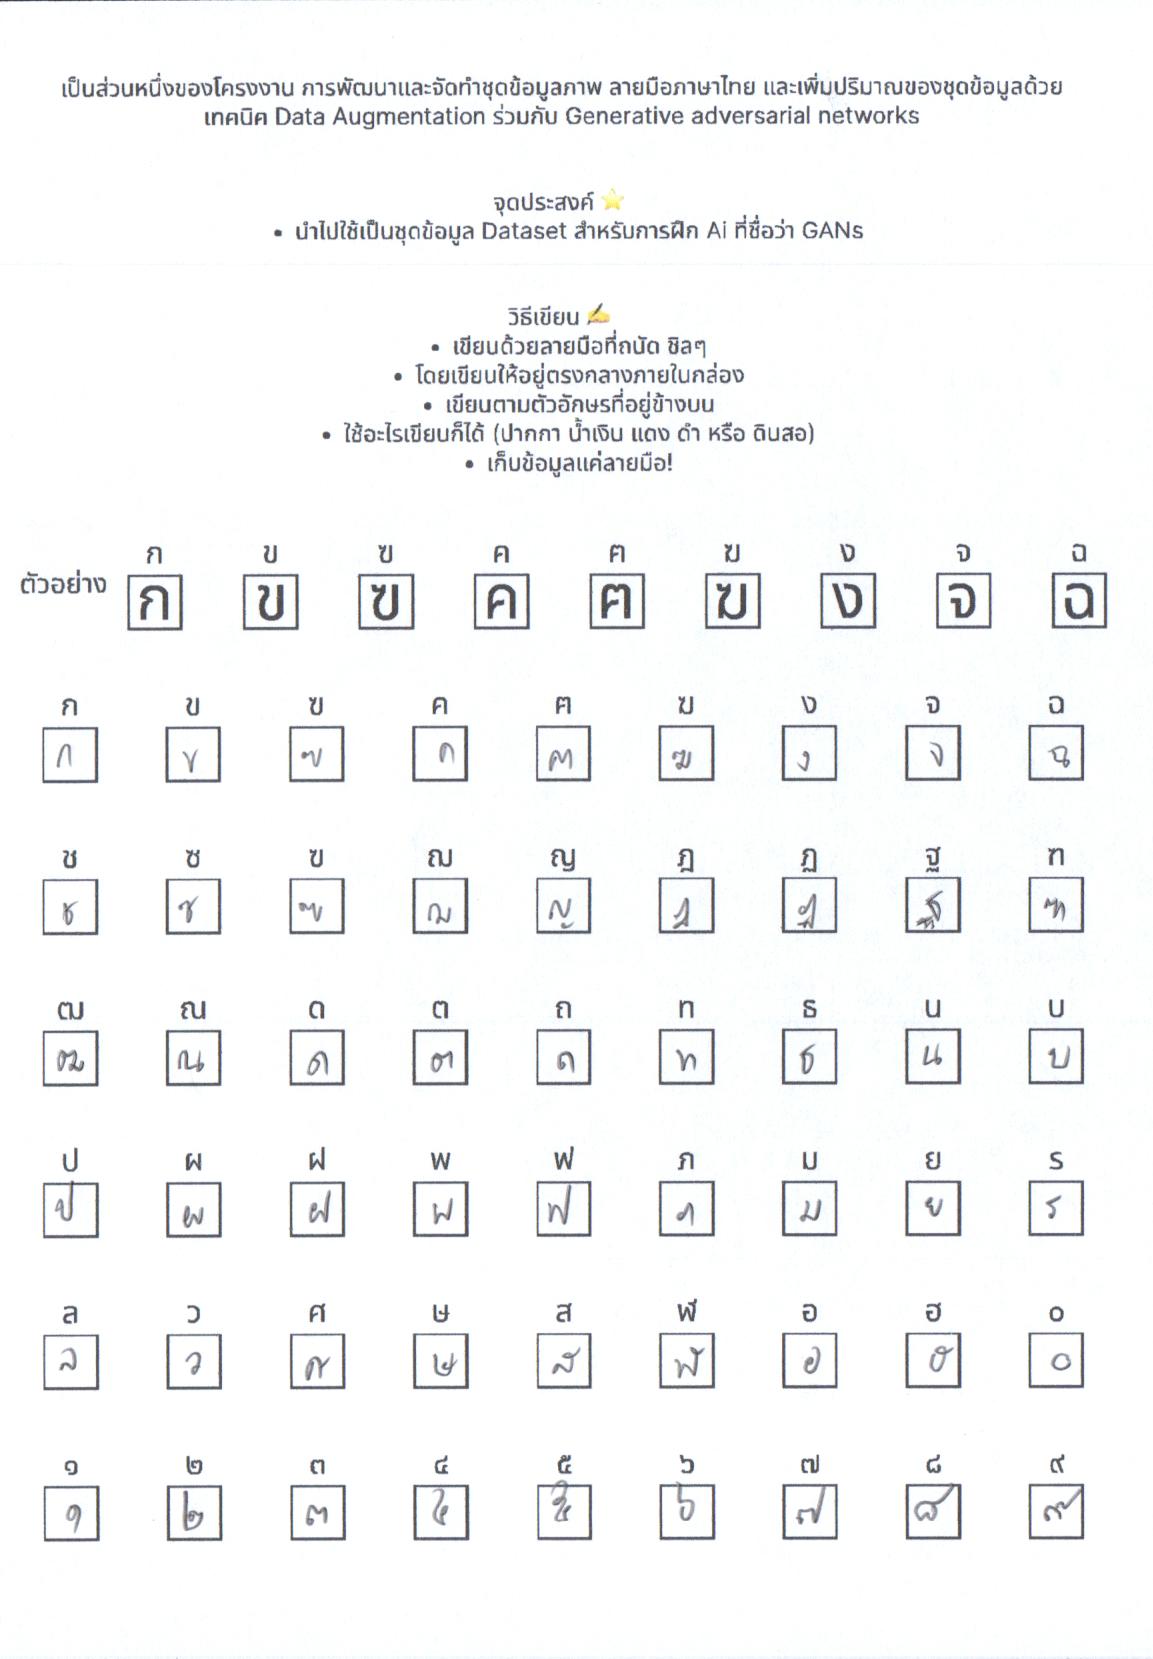 เป็นส่วนหนึ่งของโครงงาน การพัฒนาและจัดทำชุดข้อมูลภาพ ลายมือภาษาไทย และเพิ่มปริมาณของชุดข้อมูลด้วย
เทคนิค Data Augmentation ร่วมกับ Generative adversarial networks
จุดประสงค์ ⭐
• นำไปใช้เป็นชุดข้อมูล Dataset สำหรับการฝึก Ai ที่ชื่อว่า GANs
วิธีเขียน ✍
• เขียนด้วยลายมือที่ถนัด ชิลๆ
• โดยเขียนให้อยู่ตรงกลางภายในกล่อง
• เขียนตามตัวอักษรที่อยู่ข้างบน
• ใช้อะไรเขียนก็ได้ (ปากกา น้ำเงิน แดง ดำ หรือ ดินสอ)
• เก็บข้อมูลแค่ลายมือ!
ก ข ฃ ค ฅ ฆ ง จ ฉ
ตัวอย่าง ก ข ฃ ค ฅ ฆ ง จ ฉ
ก ข ฃ ค ฅ ฆ ง จ ฉ
ก ข ฃ ค ฅ ฆ ง จ ฉ
ช ซ ฃ ฌ ญ ฎ ฏ ฐ ฑ
ช ซ ฃ ฌ ญ ฎ ฏ ฐ ฑ
ฒ ณ ด ต ถ ท ธ น บ
ฒ ณ ด ต ถ ท ธ น บ
ป ผ ฝ พ ฟ ภ ม ย ร
ป ผ ฝ พ ฟ ภ ม ย ร
ล ว ศ ษ ส ฬ อ ฮ ๐
ล ว ศ ษ ส ฬ อ ฮ ๐
๑ ๒ ๓ ๔ ๕ ๖ ๗ ๘ ๙
๑ ๒ ๓ ๔ ๕ ๖ ๗ ๘ ๙